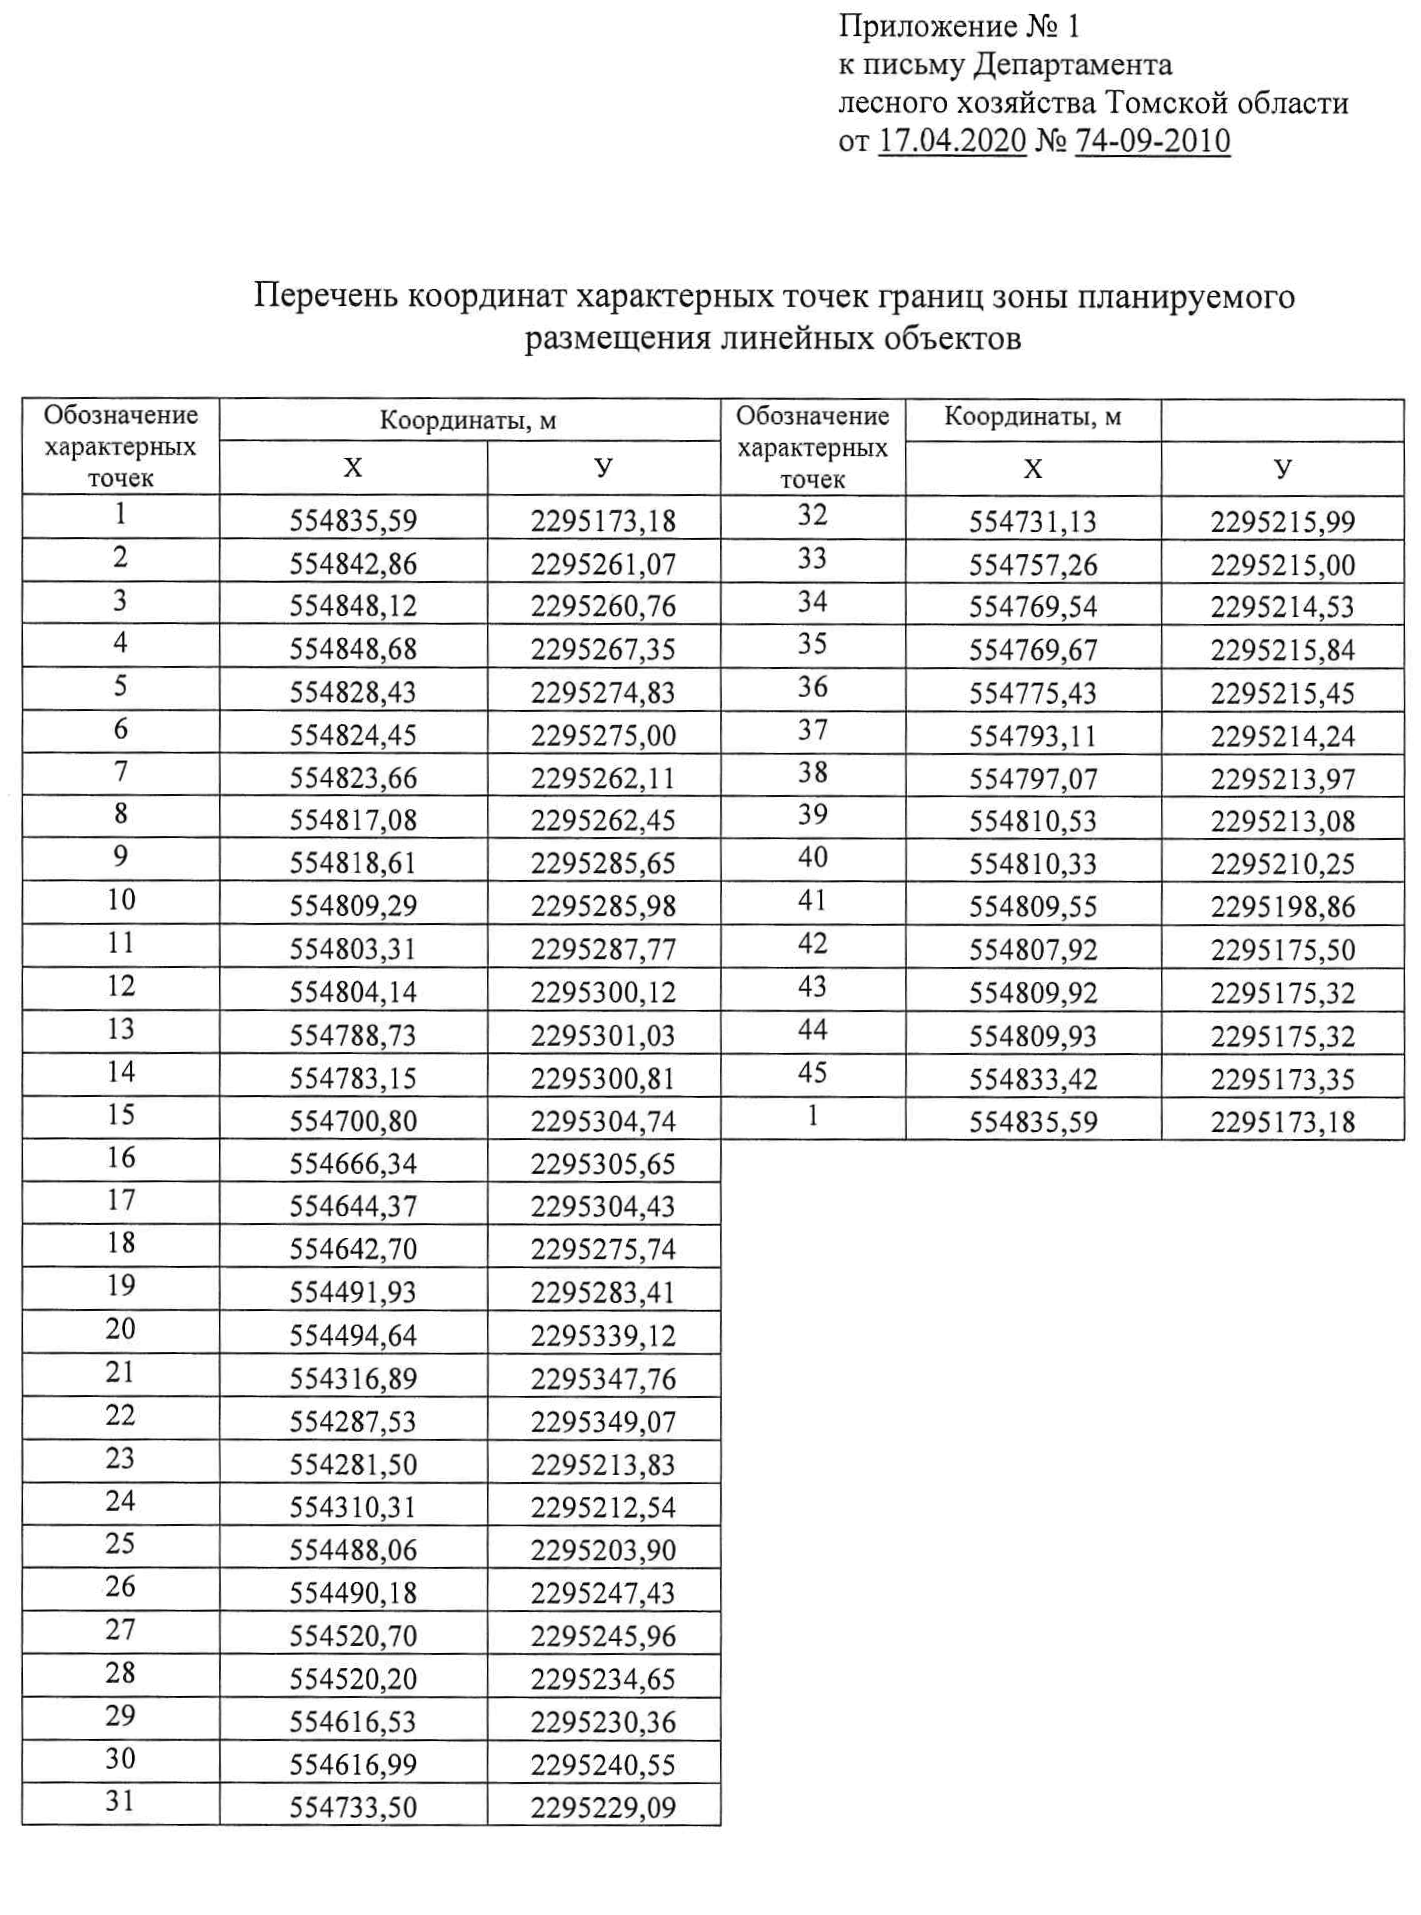 Приложение № 1
к письму Департамента
лесного хозяйства Томской области
от 17.04.2020 № 74-09-2010
Перечень координат характерных точек границ зоны планируемого
размещения линейных объектов
Обозначение характерных точек Координаты, м Обозначение характерных точек Координаты, м
Х У Х У
1 554835,59 2295173,18 32 554731,13 2295215,99
2 554842,86 2295261,07 33 554757,26 2295215,00
3 554848,12 2295260,76 34 554769,54 2295214,53
4 554848,68 2295267,35 35 554769,67 2295215,84
5 554828,43 2295274,83 36 554775,43 2295215,45
6 554824,45 2295275,00 37 554793,11 2295214,24
7 554823,66 2295262,11 38 554797,07 2295213,97
8 554817,08 2295262,45 39 554810,53 2295213,08
9 554818,61 2295285,65 40 554810,33 2295210,25
10 554809,29 2295285,98 41 554809,55 2295198,86
11 554803,31 2295287,77 42 554807,92 2295175,50
12 554804,14 2295300,12 43 554809,92 2295175,32
13 554788,73 2295301,03 44 554809,93 2295175,32
14 554783,15 2295300,81 45 554833,42 2295173,35
15 554700,80 2295304,74 1 554835,59 2295173,18
16 554666,34 2295305,65
17 554644,37 2295304,43
18 554642,70 2295275,74
19 554491,93 2295283,41
20 554494,64 2295339,12
21 554316,89 2295347,76
22 554287,53 2295349,07
23 554281,50 2295213,83
24 554310,31 2295212,54
25 554488,06 2295203,90
26 554490,18 2295247,43
27 554520,70 2295245,96
28 554520,20 2295234,65
29 554616,53 2295230,36
30 554616,99 2295240,55
31 554733,50 2295229,09